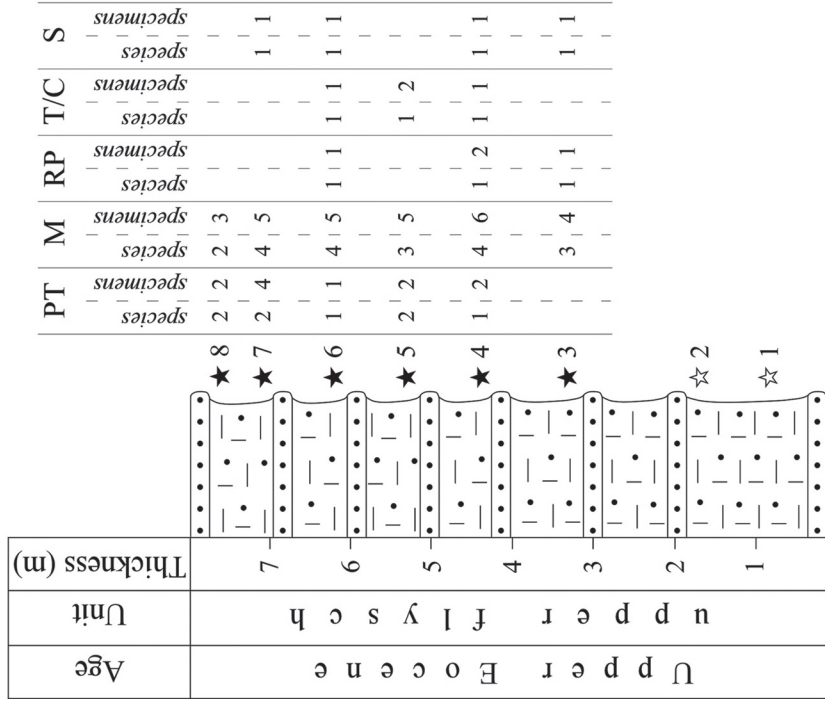 Age
Unit
Thickness (m)
PT M RP T/C S
species specimens species specimens species specimens species specimens species specimens
Upper Eocene
upper flysch
7
6
5
4
3
2
1
8 2 2 2 3
7 2 4 4 5 1 1
6 1 1 4 5 1 1 1 1 1 1
5 2 2 3 5 1 2
4 1 2 4 6 1 2 1 1 1 1
3 3 4 1 1 1 1
2
1